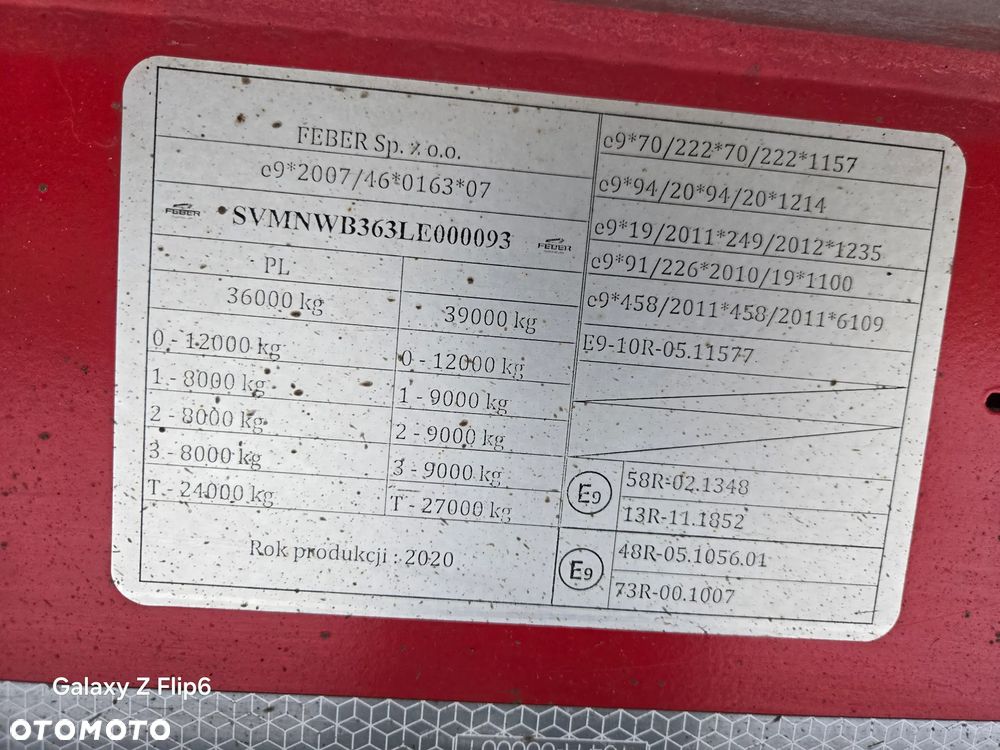 FEBER Sp. z o.o.
e9*2007/46*0163*07
FEBER SVMNWB363LE000093 FEBER
PL
36000 kg 39000 kg
0 - 12000 kg 0 - 12000 kg
1 - 8000 kg 1 - 9000 kg
2 - 8000 kg 2 - 9000 kg
3 - 8000 kg 3 - 9000 kg
T - 24000 kg T - 27000 kg
Rok produkcji : 2020
e9*70/222*70/222*1157
e9*94/20*94/20*1214
e9*19/2011*249/2012*1235
e9*91/226*2010/19*1100
e9*458/2011*458/2011*6109
E9-10R-05.11577
E9
58R-02.1348
13R-11.1852
E9
48R-05.1056.01
73R-00.1007
Galaxy Z Flip6
OTOMOTO